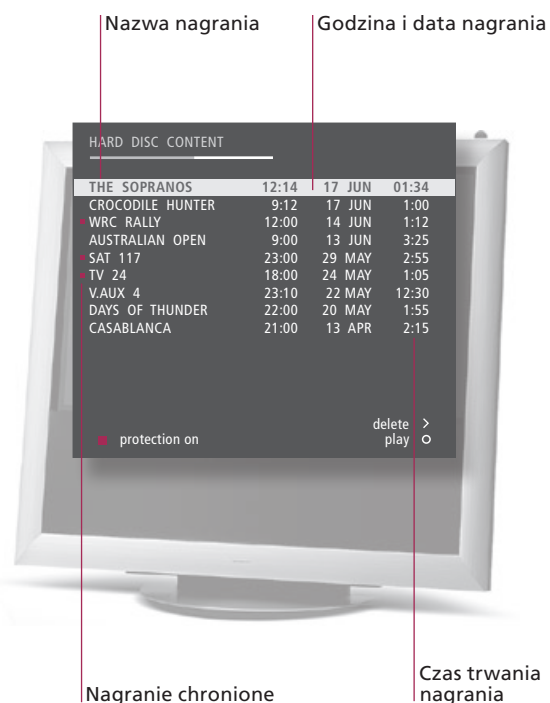 Nazwa nagrania Godzina i data nagrania
HARD DISC CONTENT
THE SOPRANOS 12:14 17 JUN 01:34
CROCODILE HUNTER 9:12 17 JUN 1:00
WRC RALLY 12:00 14 JUN 1:12
AUSTRALIAN OPEN 9:00 13 JUN 3:25
SAT 117 23:00 29 MAY 2:55
TV 24 18:00 24 MAY 1:05
V.AUX 4 23:10 22 MAY 12:30
DAYS OF THUNDER 22:00 20 MAY 1:55
CASABLANCA 21:00 13 APR 2:15
delete >
protection on play
Czas trwania
Nagranie chronione nagrania